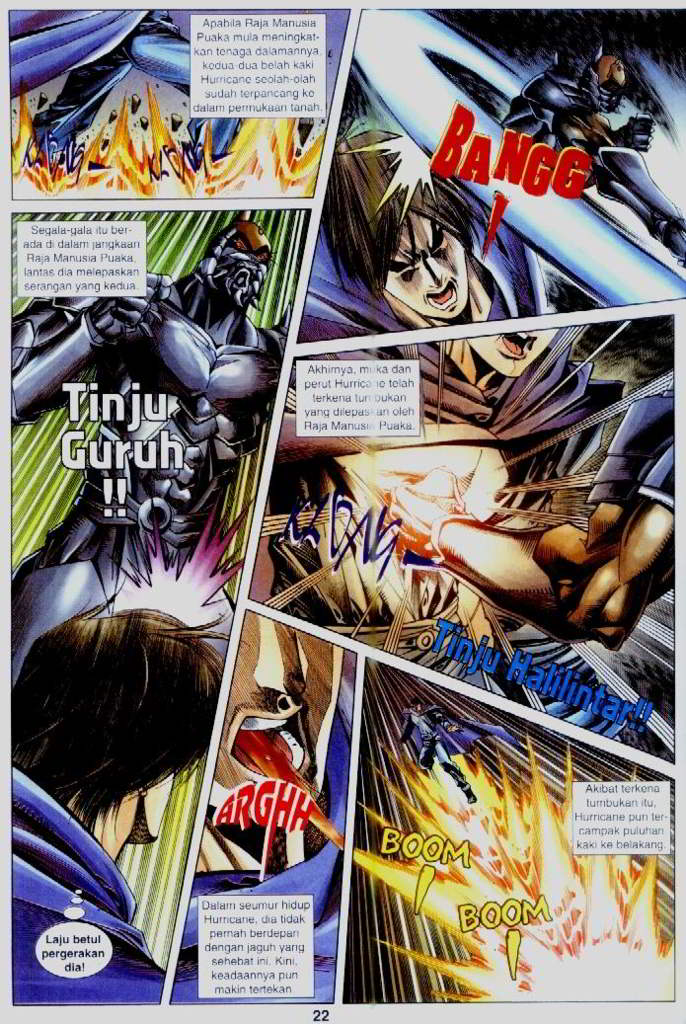 Apabila Raja Manusia
Puaka mula meningkat-
kan tenaga dalamannya,
kedua-dua belah kaki
Hurricane seolah-olah
sudah terpancang ke
dalam permukaan tanah.
BANGG
!
Segala-gala itu ber-
ada di dalam jangkaan
Raja Manusia Puaka,
lantas dia melepaskan
serangan yang kedua.
Tinju
Guruh
!!
Laju betul
pergerakan
dia!
Akhirnya, muka dan
perut Hurricane telah
terkena tumbukan
yang dilepaskan oleh
Raja Manusia Puaka.
Tinju Halilintar!!
ARGHH
Dalam seumur hidup
Hurricane, dia tidak
pernah berdepan
dengan jaguh yang
sehebat ini. Kini,
keadaannya pun
makin tertekan
Akibat terkena
tumbukan itu,
Hurricane pun ter-
campak puluhan
kaki ke belakang.
BOOM
!
BOOM
!
22